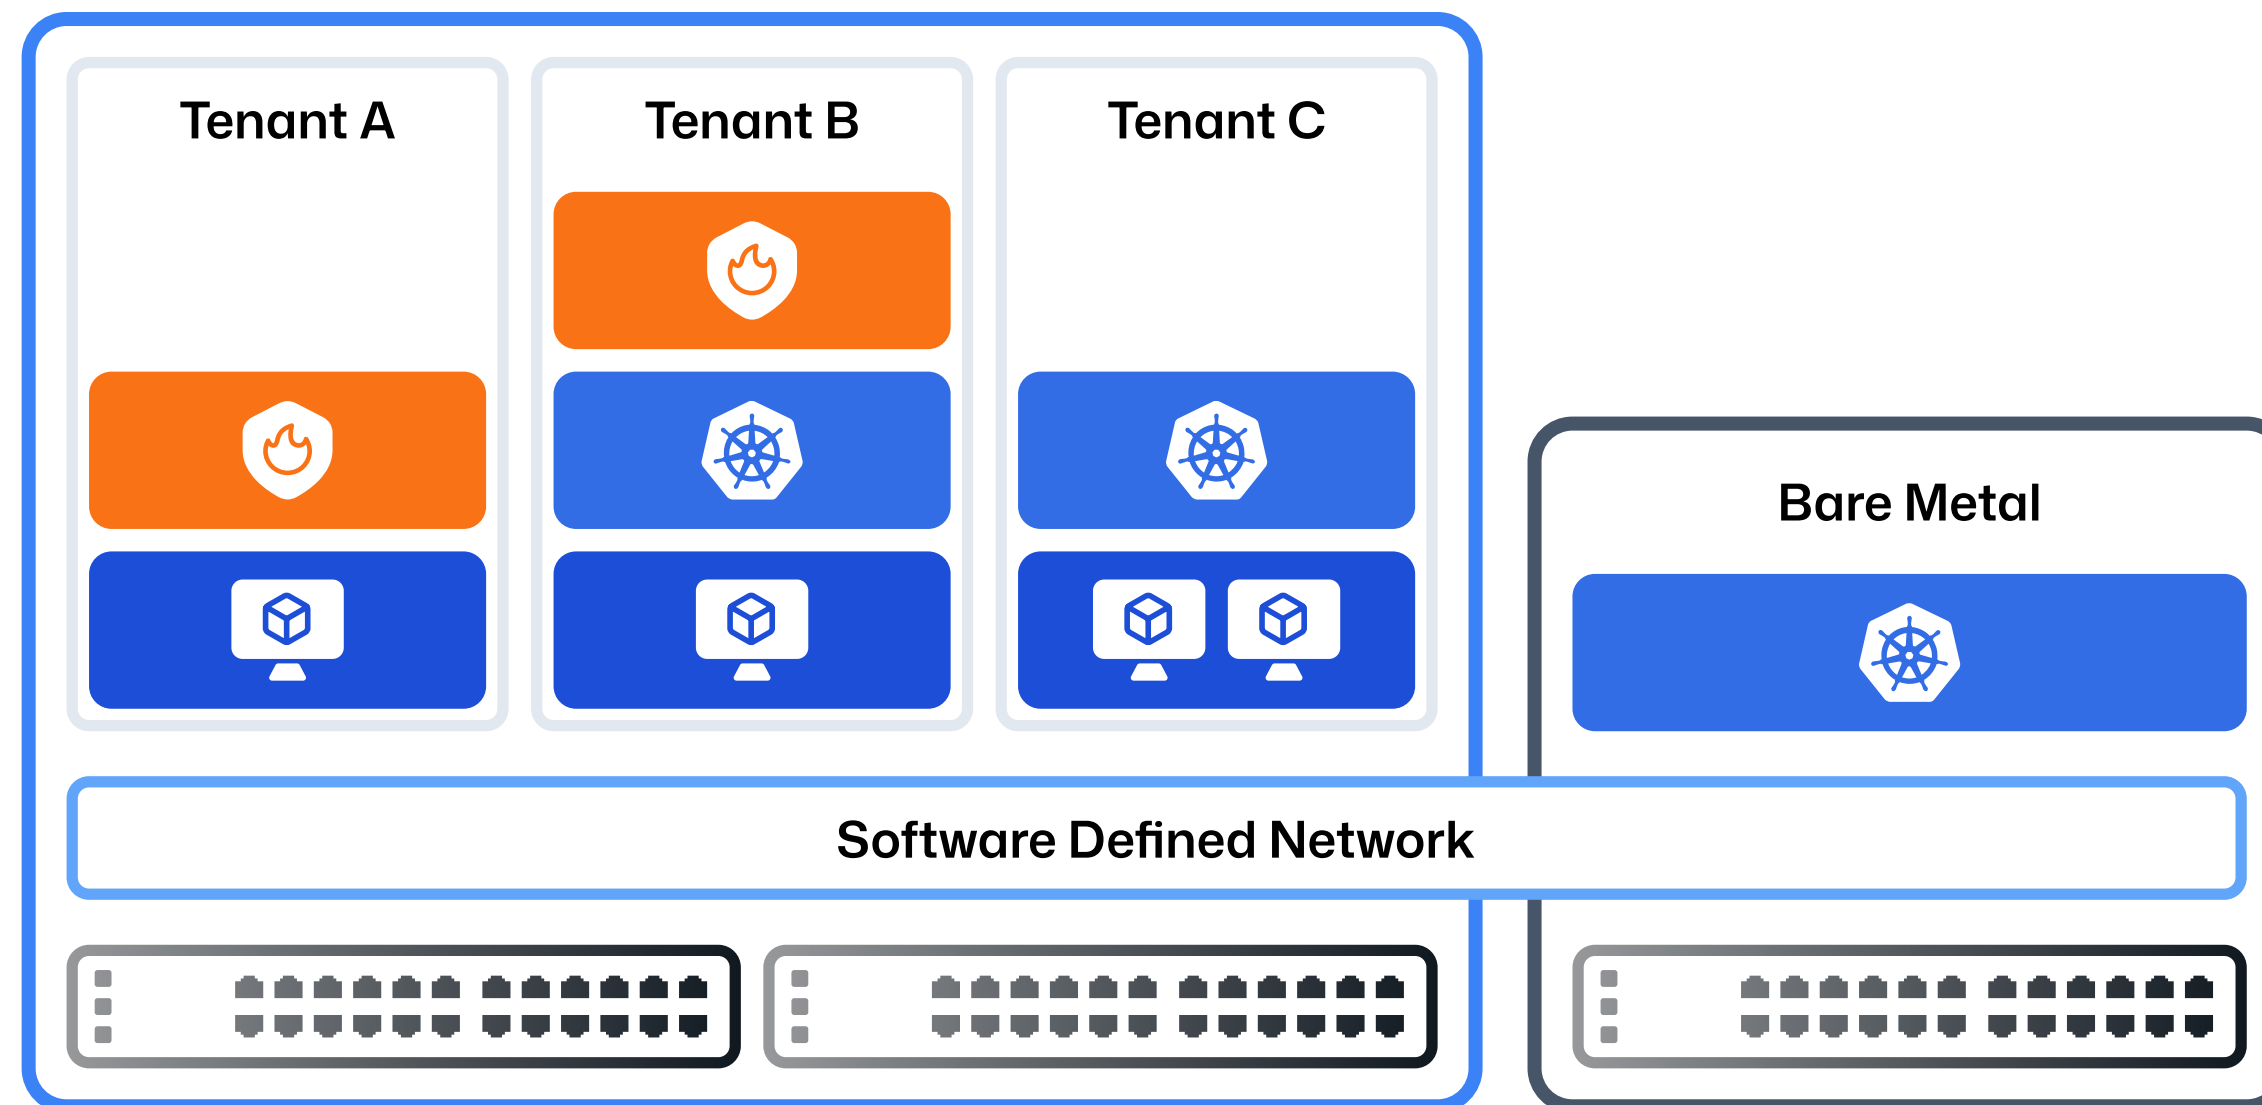 Tenant A
Tenant B
Tenant C
Bare Metal
Software Defined Network